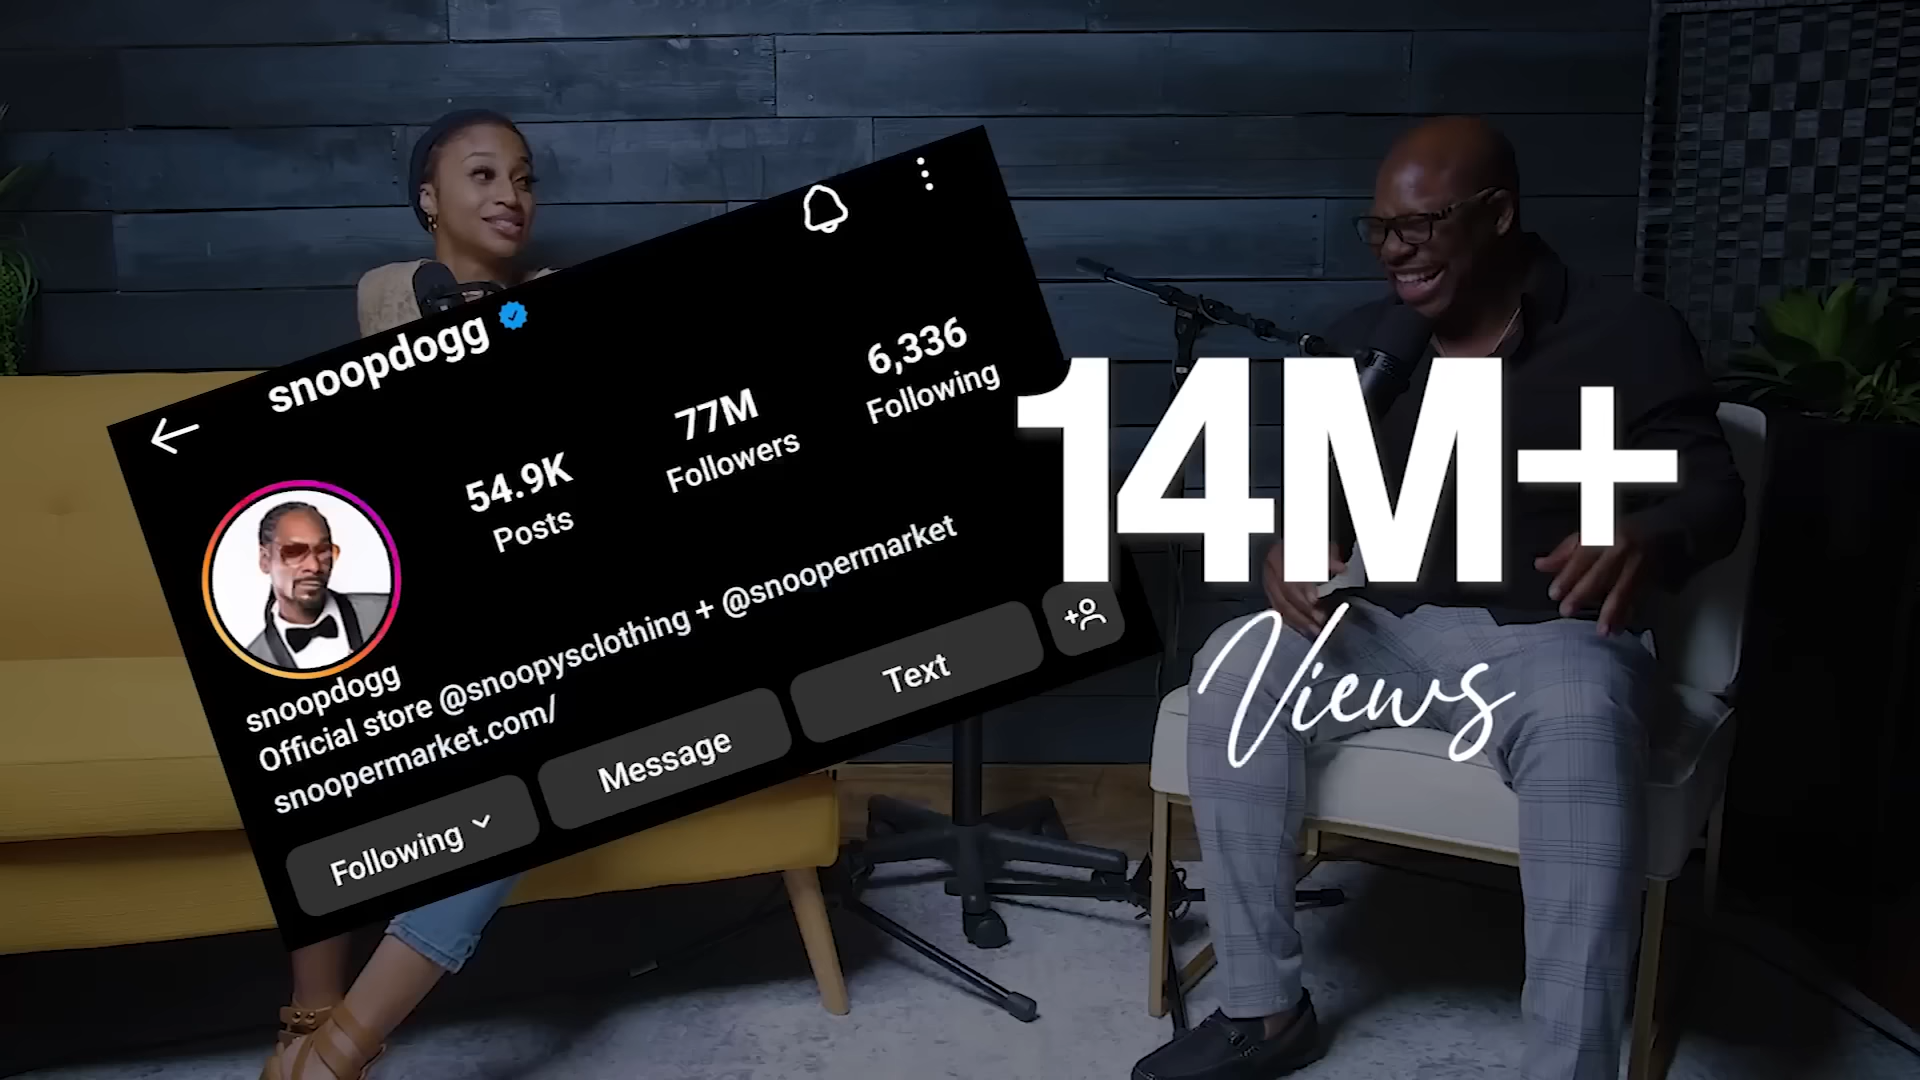 snoopdogg
54.9K
Posts
77M
Followers
6,336
Following
snoopdogg
Official store @snoopysclothing + @snoopermarket
snoopermarket.com/
Following
Message
Text
14M+
Views